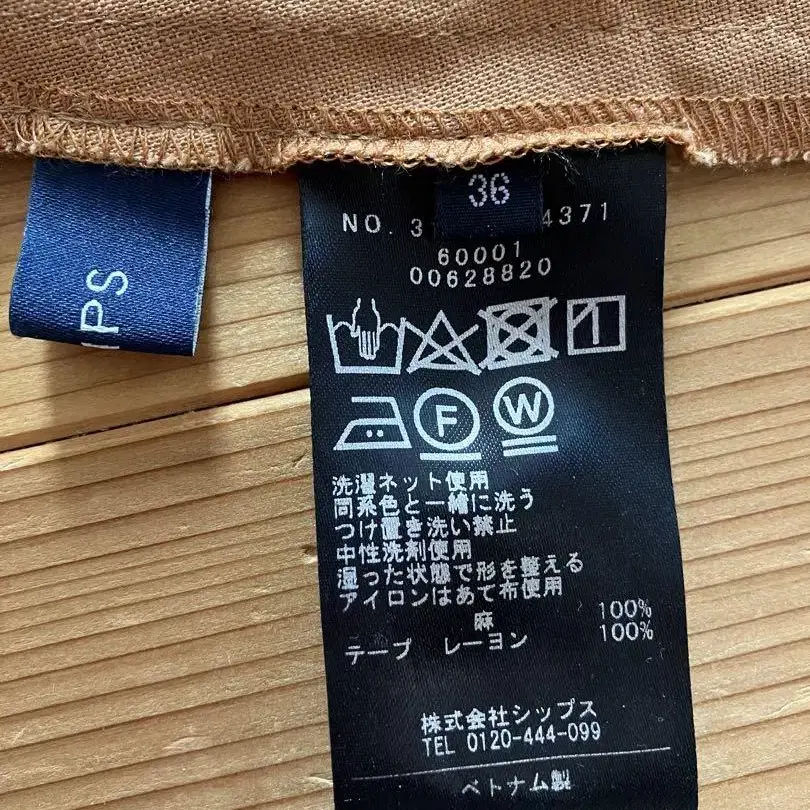 36
NO. 31 4371
60001
00628820
IPS
F
W
洗濯ネット使用
同系色と一緒に洗う
つけ置き洗い禁止
中性洗剤使用
湿った状態で形を整える
アイロンはあて布使用
麻 100%
テープ レーヨン 100%
株式会社シップス
TEL 0120-444-099
ベトナム製